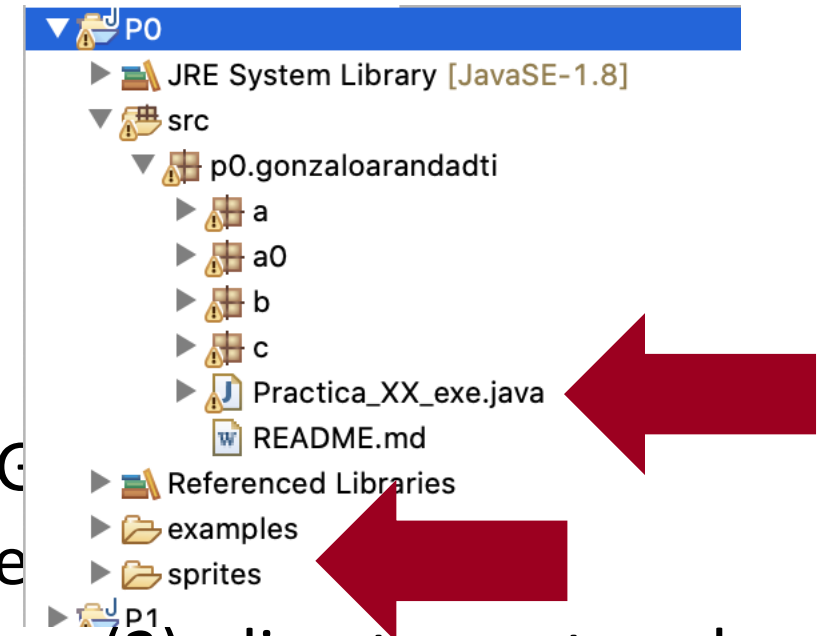 P0
JRE System Library [JavaSE-1.8]
src
p0.gonzaloarandadti
a
a0
b
c
Practica_XX_exe.java
README.md
Referenced Libraries
examples
sprites
P1